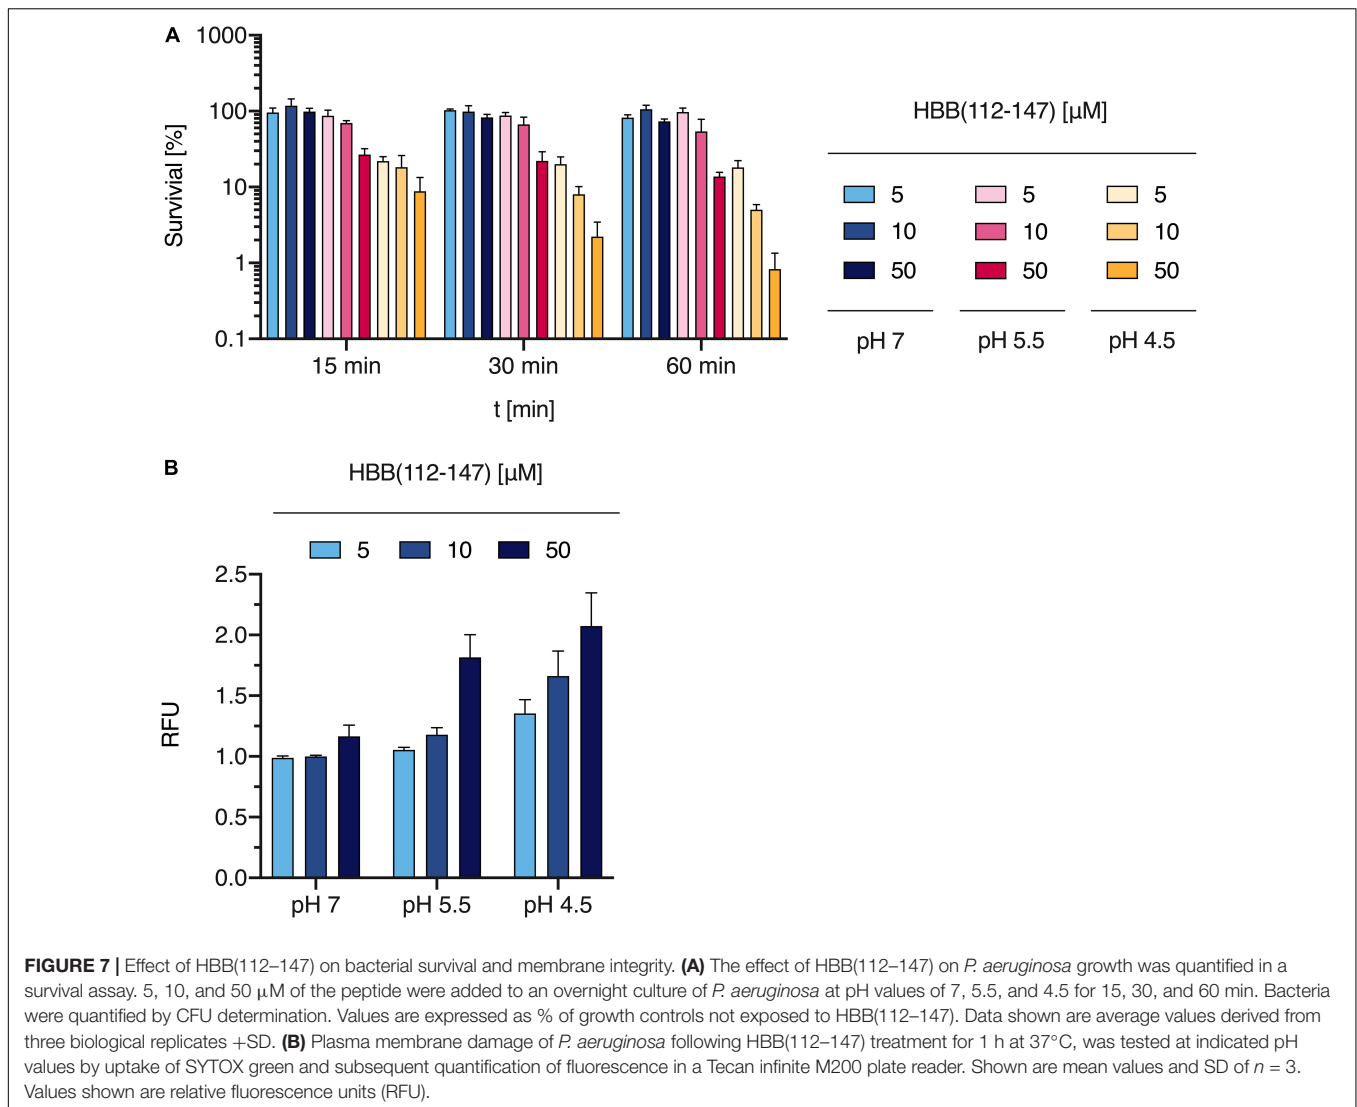 A
1000
100
10
1
0.1
Survivial [%]
15 min 30 min 60 min
t [min]
HBB(112-147) [µM]
5 5 5
10 10 10
50 50 50
pH 7 pH 5.5 pH 4.5
B
HBB(112-147) [µM]
5 10 50
2.5
2.0
1.5
1.0
0.5
0.0
RFU
pH 7 pH 5.5 pH 4.5
FIGURE 7 | Effect of HBB(112–147) on bacterial survival and membrane integrity. (A) The effect of HBB(112–147) on P. aeruginosa growth was quantified in a
survival assay. 5, 10, and 50 µM of the peptide were added to an overnight culture of P. aeruginosa at pH values of 7, 5.5, and 4.5 for 15, 30, and 60 min. Bacteria
were quantified by CFU determination. Values are expressed as % of growth controls not exposed to HBB(112–147). Data shown are average values derived from
three biological replicates +SD. (B) Plasma membrane damage of P. aeruginosa following HBB(112–147) treatment for 1 h at 37°C, was tested at indicated pH
values by uptake of SYTOX green and subsequent quantification of fluorescence in a Tecan infinite M200 plate reader. Shown are mean values and SD of n = 3.
Values shown are relative fluorescence units (RFU).